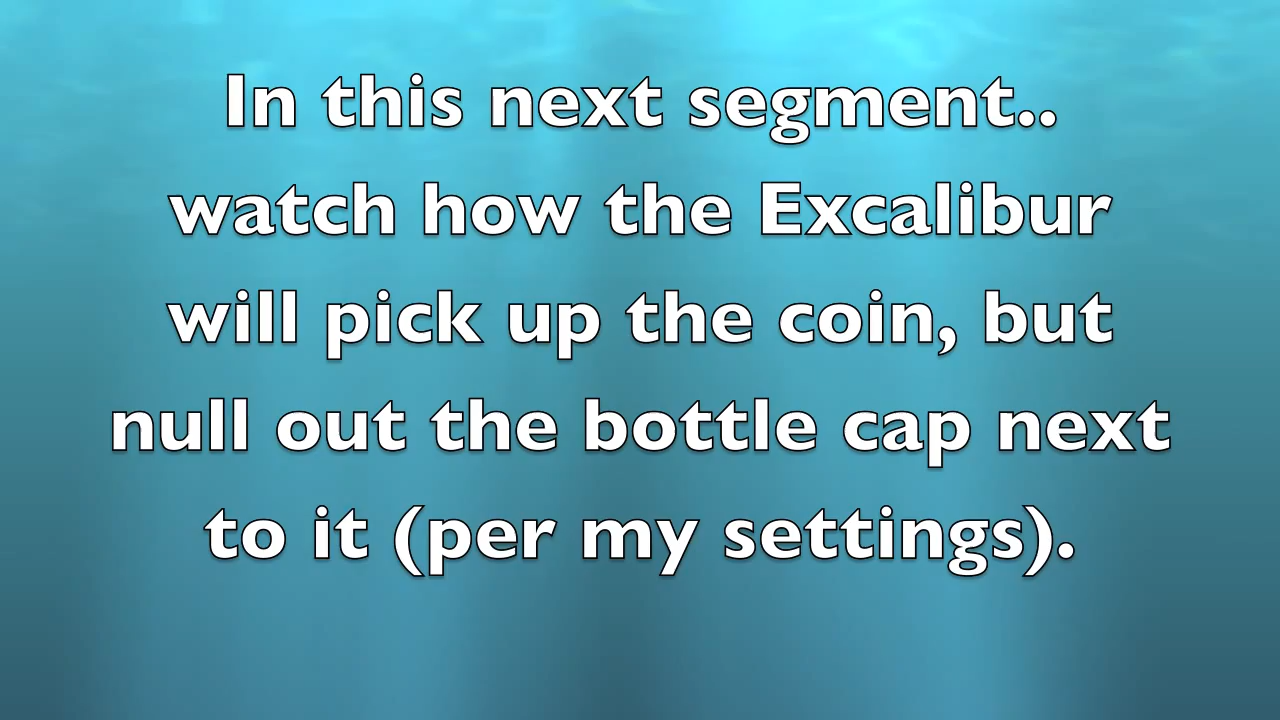 In this next segment..
watch how the Excalibur
will pick up the coin, but
null out the bottle cap next
to it (per my settings).